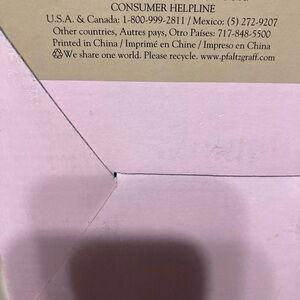 CONSUMER HELPLINE
U.S.A. & Canada: 1-800-999-2811 / Mexico: (5) 272-9207
Other countries, Autres pays, Otro Países: 717-848-5500
Printed in China / Imprimé en Chine / Impreso en China
♲We share one world. Please recycle. www.pfaltzgraff.com